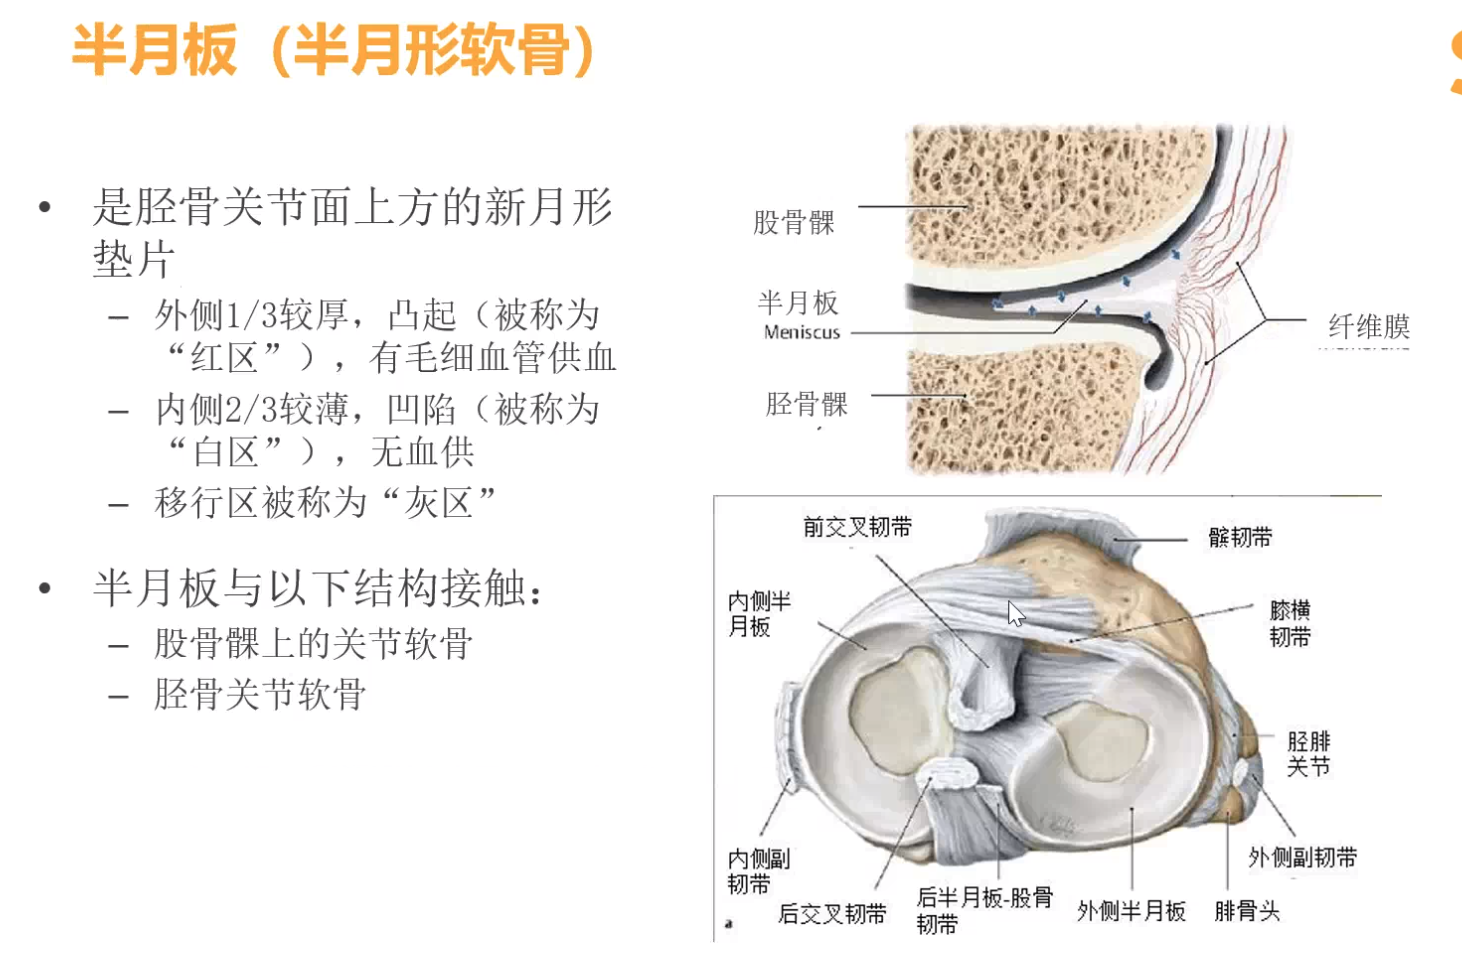 半月板（半月形软骨）
• 是胫骨关节面上方的新月形
垫片
– 外侧1/3较厚，凸起（被称为
“红区”），有毛细血管供血
– 内侧2/3较薄，凹陷（被称为
“白区”），无血供
– 移行区被称为“灰区”
• 半月板与以下结构接触：
– 股骨髁上的关节软骨
– 胫骨关节软骨
股骨髁
半月板
Meniscus
胫骨髁
纤维膜
前交叉韧带
髌韧带
内侧半
月板
膝横
韧带
胫腓
关节
内侧副
韧带
后交叉韧带
后半月板-股骨
韧带
外侧半月板
腓骨头
外侧副韧带
a